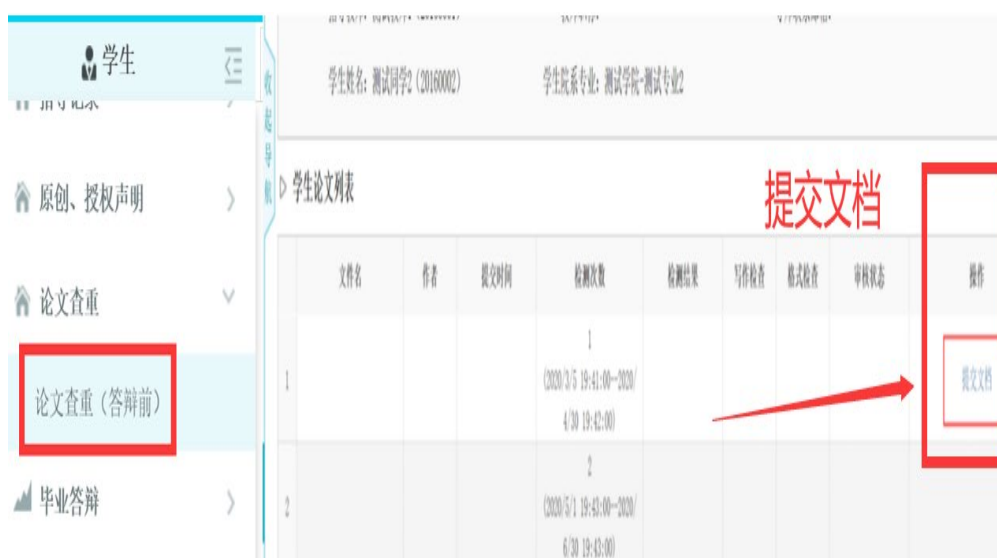 学生
指导记录
原创、授权声明
论文查重
论文查重（答辩前）
毕业答辩
收起导航
学生姓名：测试同学2（20160002）
学生院系专业：测试学院-测试专业2
学生论文列表
提交文档
文件名 作者 提交时间 检测次数 检测结果 写作检查 格式检查 审核状态 操作
1
1
(2020/3/5 19:41:00--2020/
4/30 19:42:00)
提交文档
2
2
(2020/5/1 19:43:00--2020/
6/30 19:43:00)